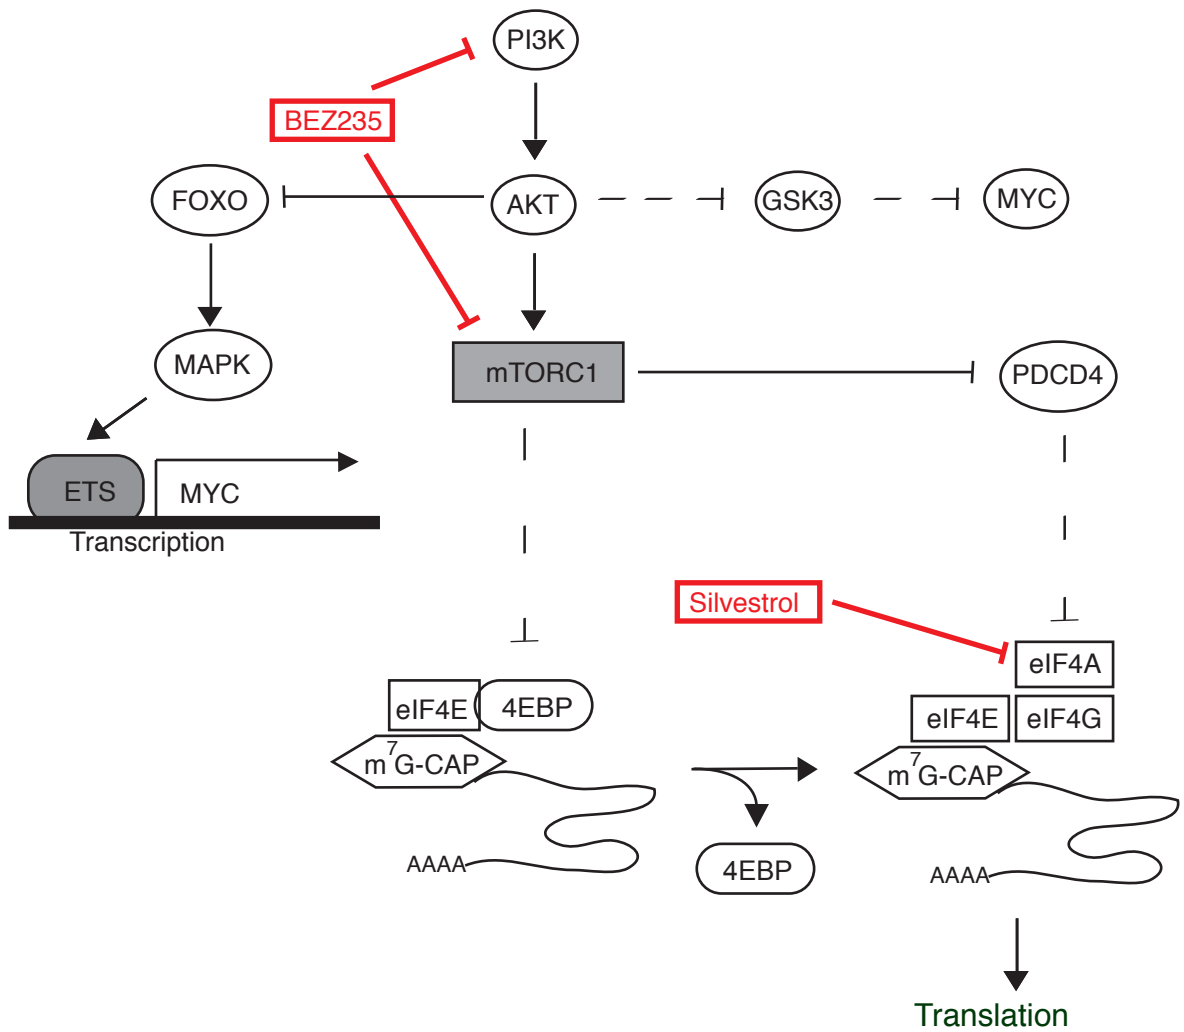 PI3K
BEZ235
FOXO
AKT
GSK3
MYC
MAPK
mTORC1
PDCD4
ETS
MYC
Transcription
Silvestrol
eIF4A
eIF4E
4EBP
eIF4E
eIF4G
m7G-CAP
m7G-CAP
AAAA
4EBP
AAAA
Translation